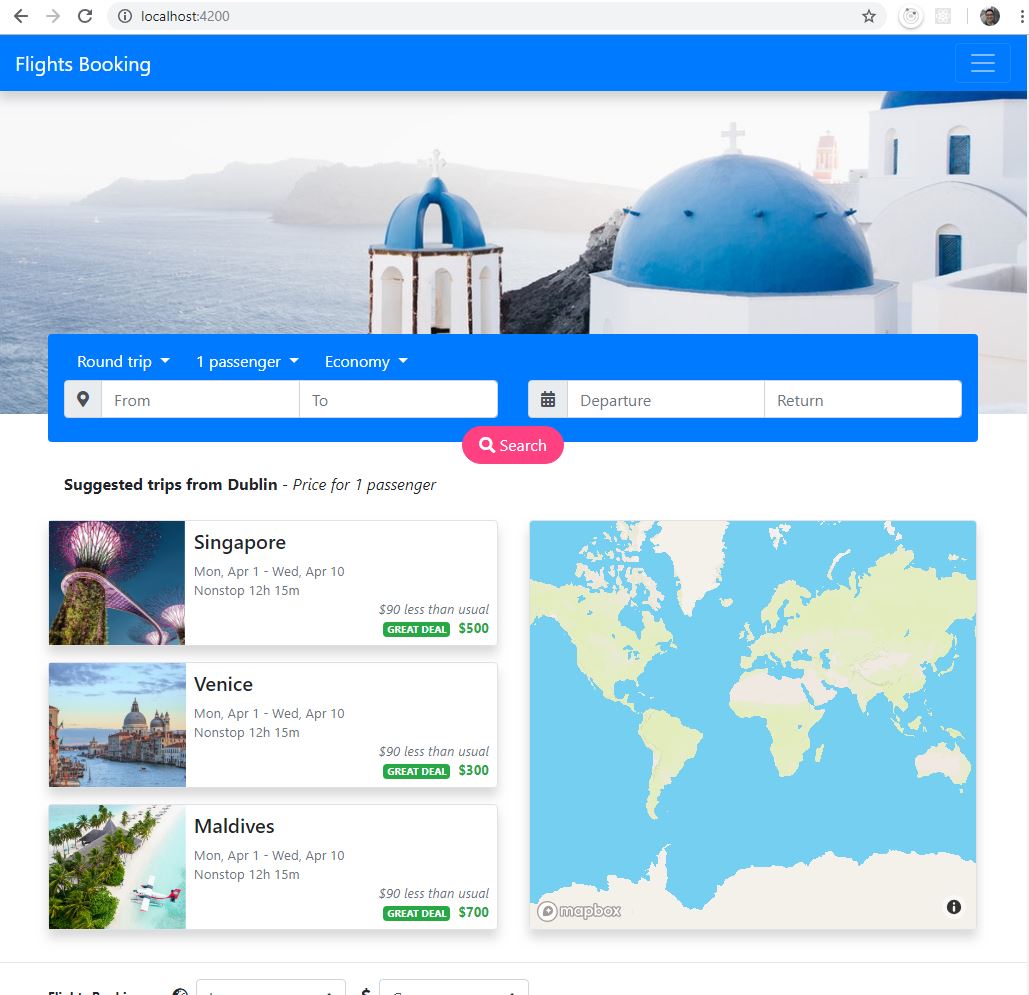 localhost:4200
Flights Booking
Round trip 1 passenger Economy
From To Departure Return
Search
Suggested trips from Dublin - Price for 1 passenger
Singapore
Mon, Apr 1 - Wed, Apr 10
Nonstop 12h 15m
$90 less than usual
GREAT DEAL $500
Venice
Mon, Apr 1 - Wed, Apr 10
Nonstop 12h 15m
$90 less than usual
GREAT DEAL $300
Maldives
Mon, Apr 1 - Wed, Apr 10
Nonstop 12h 15m
$90 less than usual
GREAT DEAL $700
mapbox